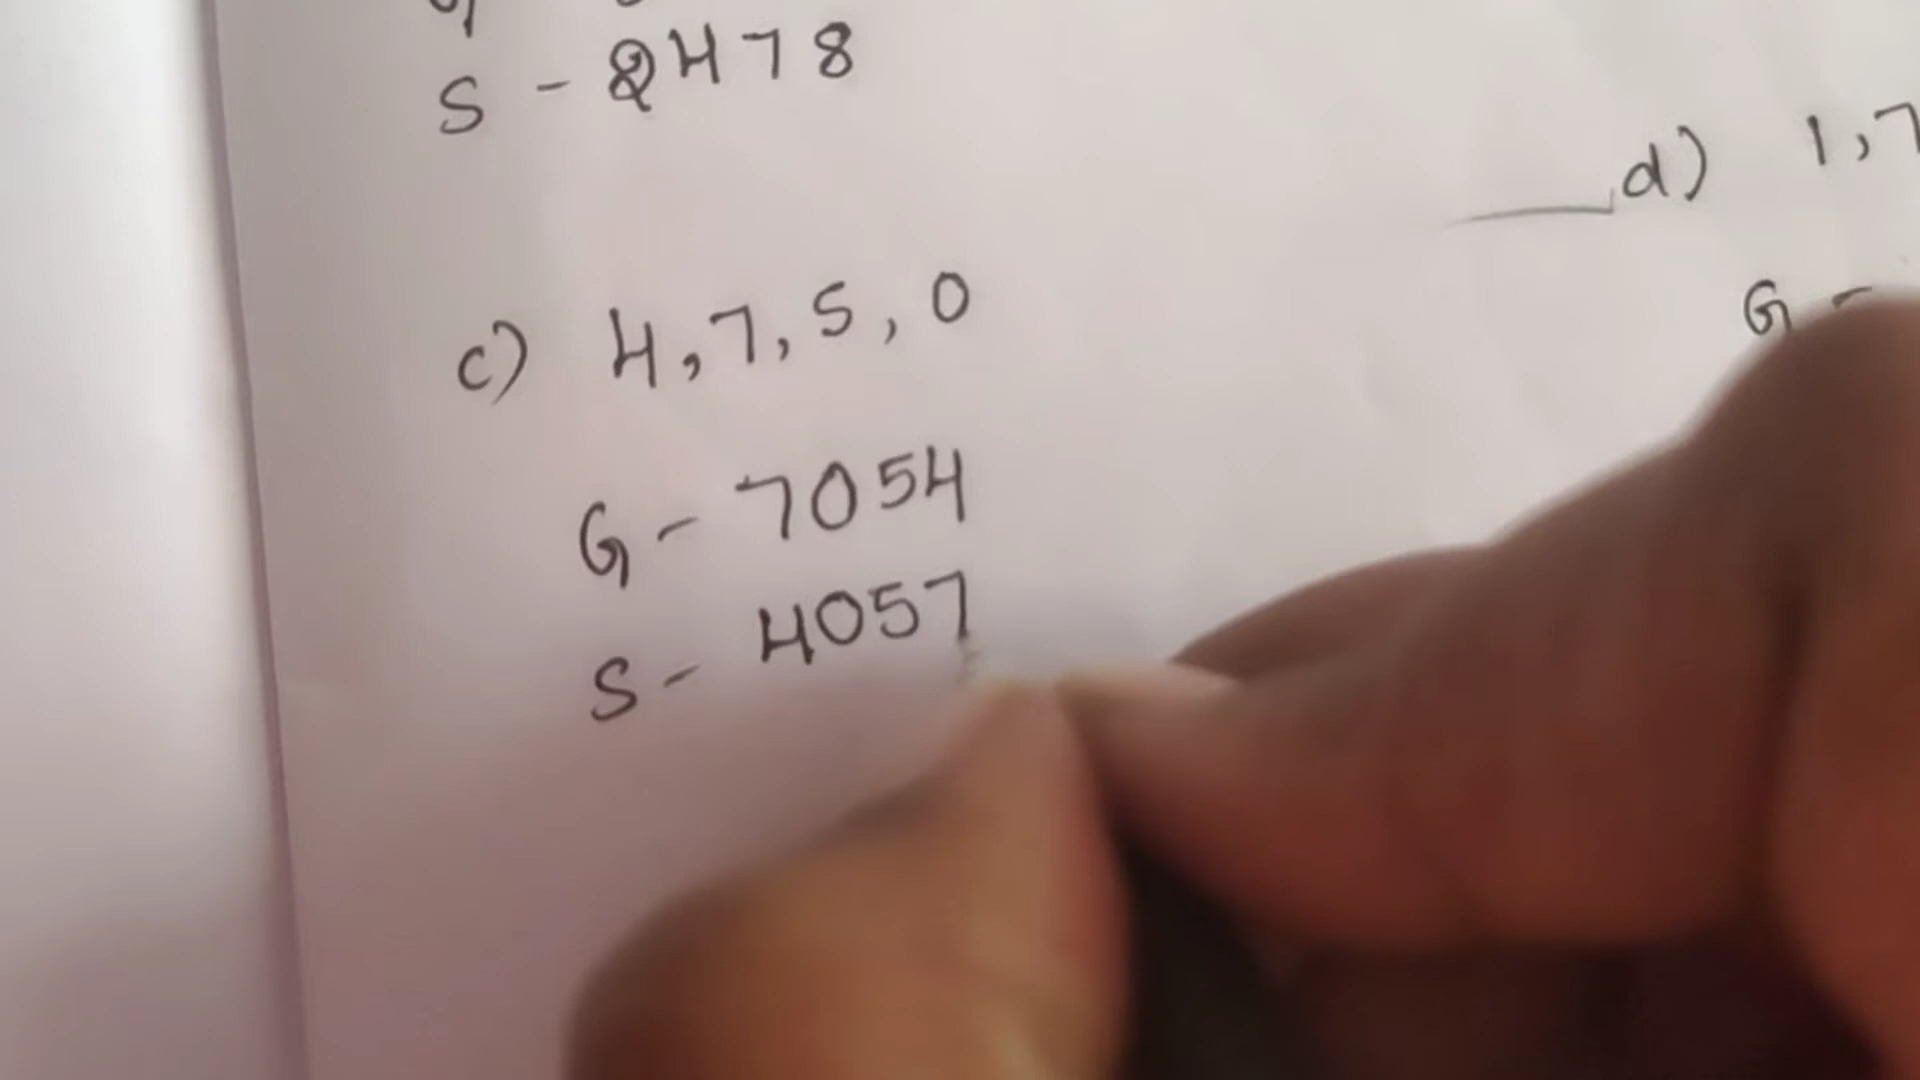 S - 2478
c) 4,7,5,0
G - 7054
S - 4057
d) 1,7
G -